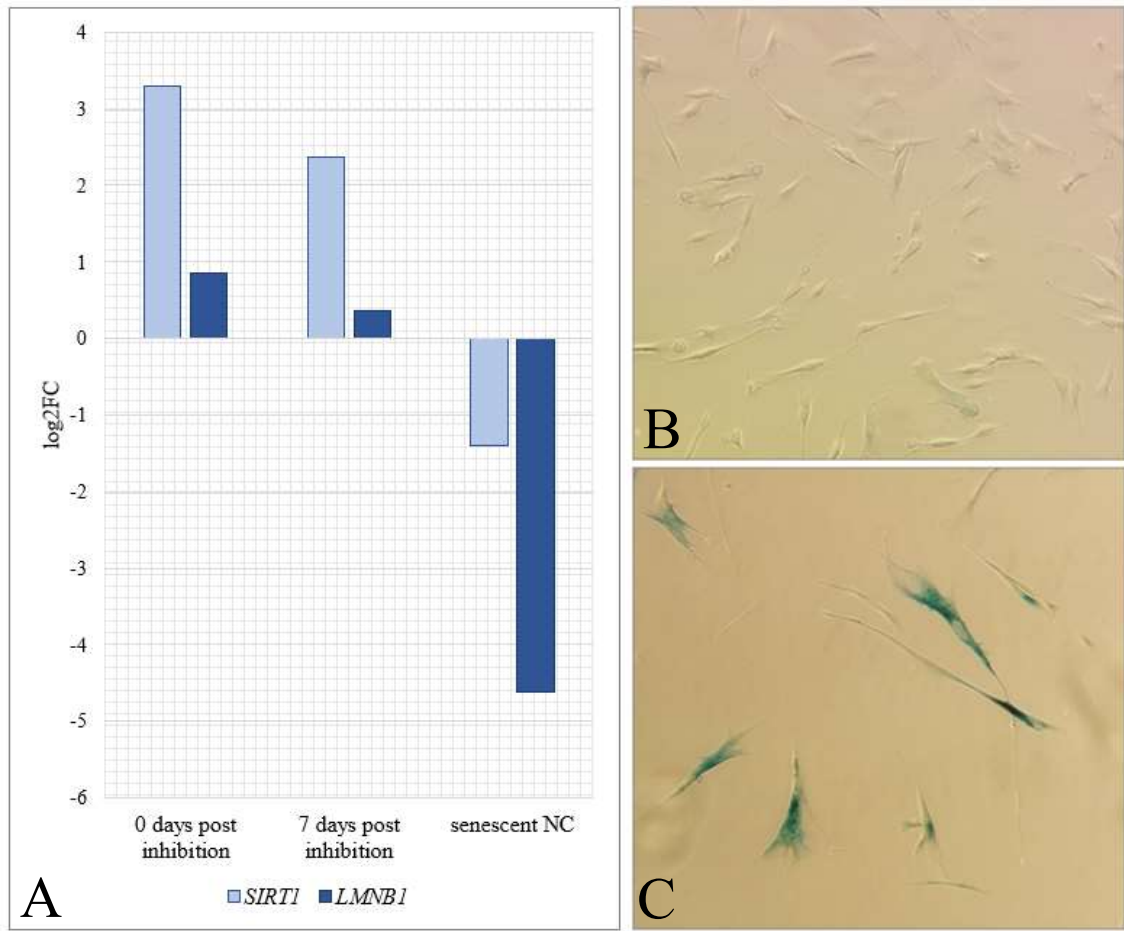 4
3
2
1
0
-1
-2
-3
-4
-5
-6
log2FC
0 days post
inhibition
7 days post
inhibition
senescent NC
SIRT1
LMNB1
A
B
C